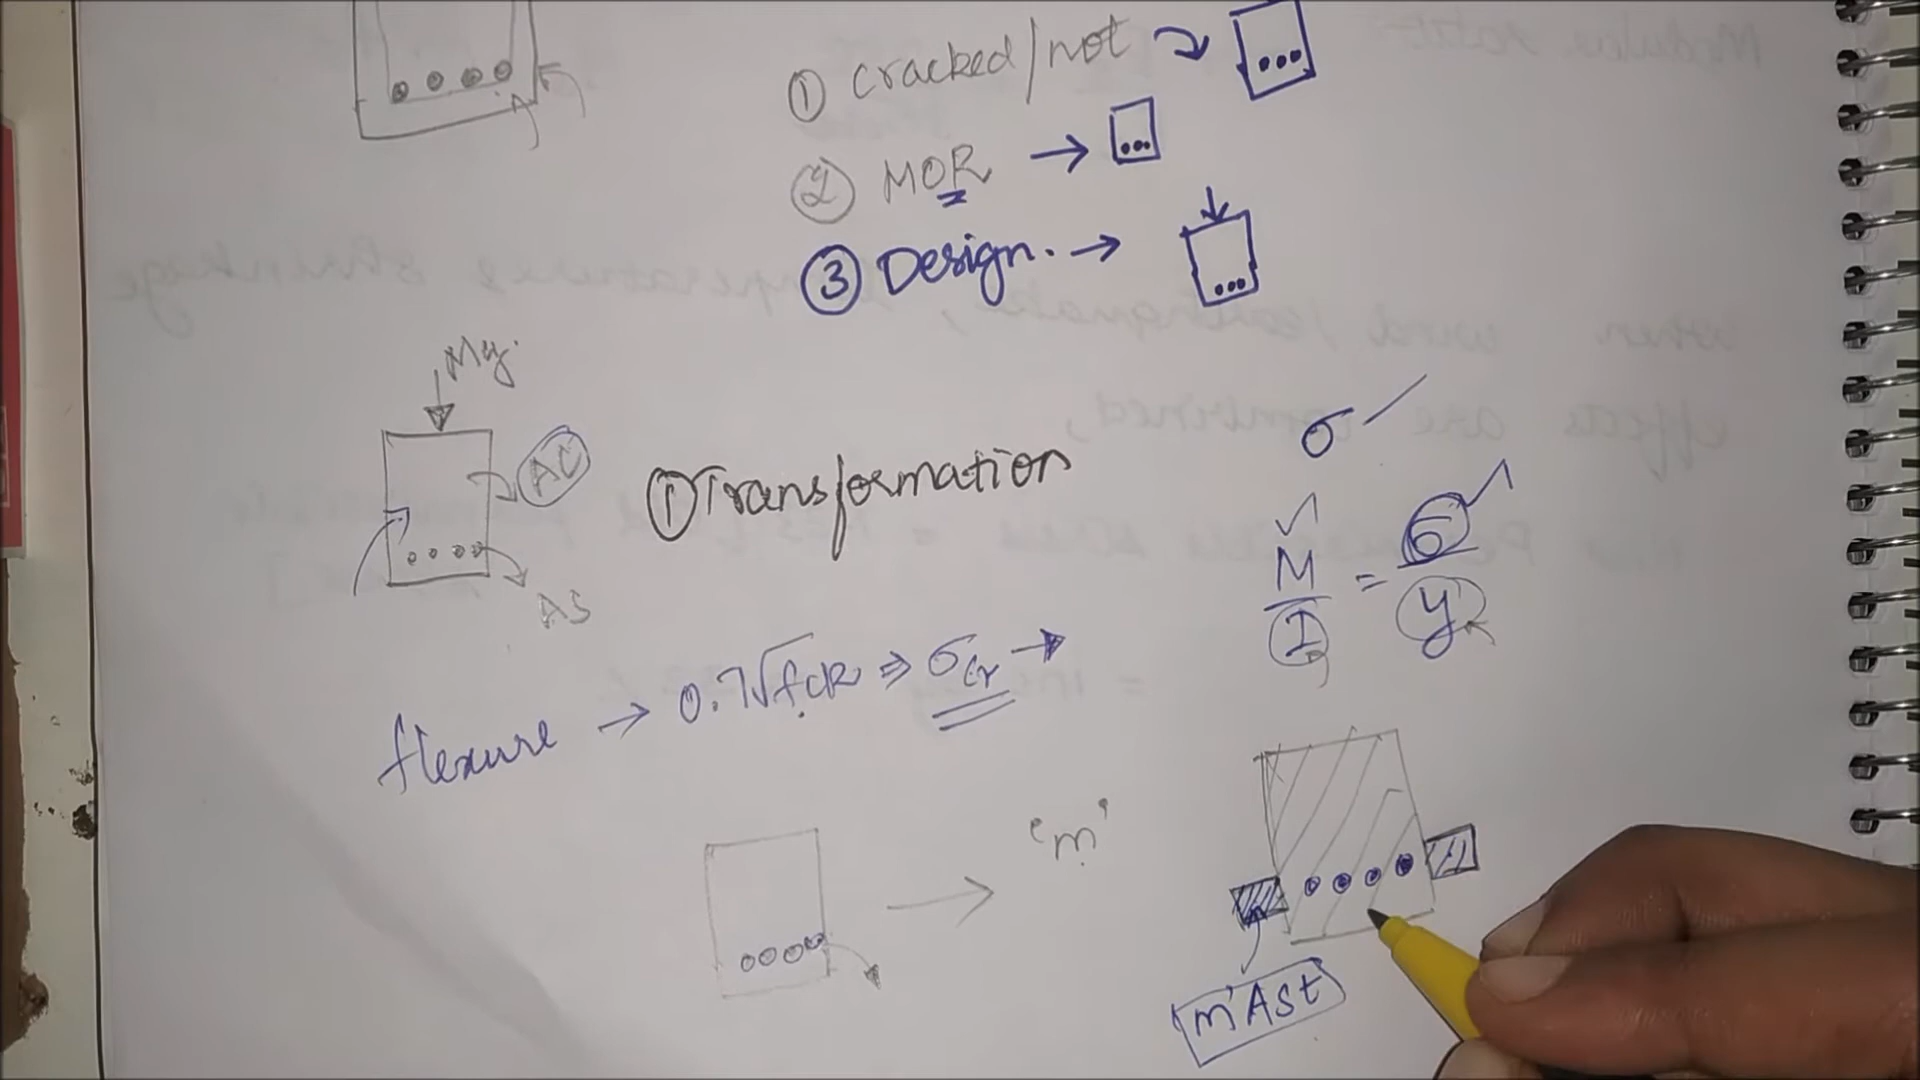 ① cracked/not
② MOR →
③ Design. →
My.
AC
① Transformation
σ
M/I = σ/y
AS
flexure → 0.7√fck ⇒ σcr →
'm'
m'Ast